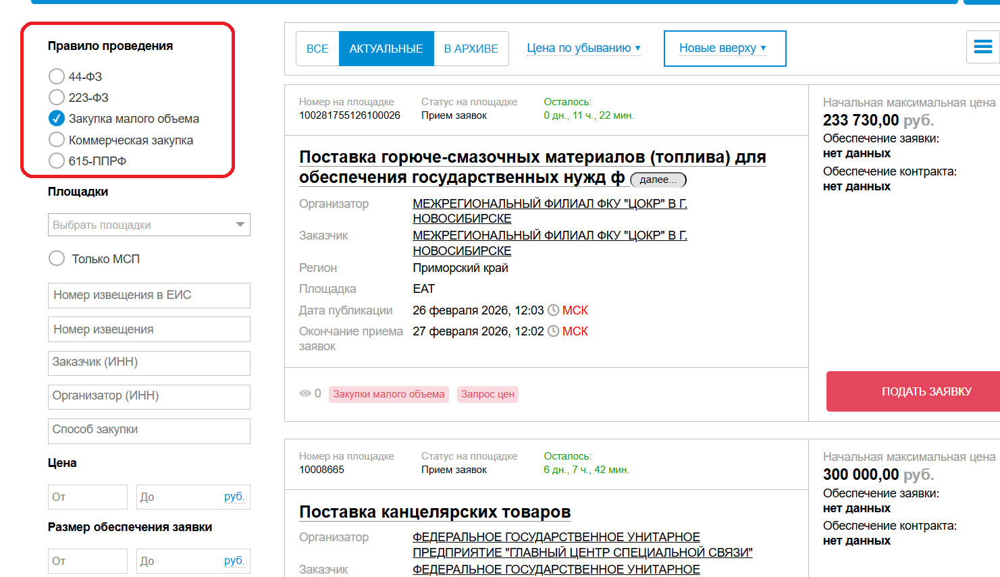 Правило проведения
44-ФЗ
223-ФЗ
Закупка малого объема
Коммерческая закупка
615-ППРФ
Площадки
Выбрать площадки
Только МСП
Номер извещения в ЕИС
Номер извещения
Заказчик (ИНН)
Организатор (ИНН)
Способ закупки
Цена
От До руб.
Размер обеспечения заявки
От До руб.
ВСЕ АКТУАЛЬНЫЕ В АРХИВЕ Цена по убыванию Новые вверху
Номер на площадке Статус на площадке Осталось:
100281755126100026 Прием заявок 0 дн., 11 ч., 22 мин.
Поставка горюче-смазочных материалов (топлива) для
обеспечения государственных нужд ф далее...
Организатор МЕЖРЕГИОНАЛЬНЫЙ ФИЛИАЛ ФКУ "ЦОКР" В Г.
НОВОСИБИРСКЕ
Заказчик МЕЖРЕГИОНАЛЬНЫЙ ФИЛИАЛ ФКУ "ЦОКР" В Г.
НОВОСИБИРСКЕ
Регион Приморский край
Площадка ЕАТ
Дата публикации 26 февраля 2026, 12:03 МСК
Окончание приема 27 февраля 2026, 12:02 МСК
заявок
0 Закупки малого объема Запрос цен
Начальная максимальная цена
233 730,00 руб.
Обеспечение заявки:
нет данных
Обеспечение контракта:
нет данных
ПОДАТЬ ЗАЯВКУ
Номер на площадке Статус на площадке Осталось:
10008665 Прием заявок 6 дн., 7 ч., 42 мин.
Поставка канцелярских товаров
Организатор ФЕДЕРАЛЬНОЕ ГОСУДАРСТВЕННОЕ УНИТАРНОЕ
ПРЕДПРИЯТИЕ "ГЛАВНЫЙ ЦЕНТР СПЕЦИАЛЬНОЙ СВЯЗИ"
Заказчик ФЕДЕРАЛЬНОЕ ГОСУДАРСТВЕННОЕ УНИТАРНОЕ
Начальная максимальная цена
300 000,00 руб.
Обеспечение заявки:
нет данных
Обеспечение контракта:
нет данных